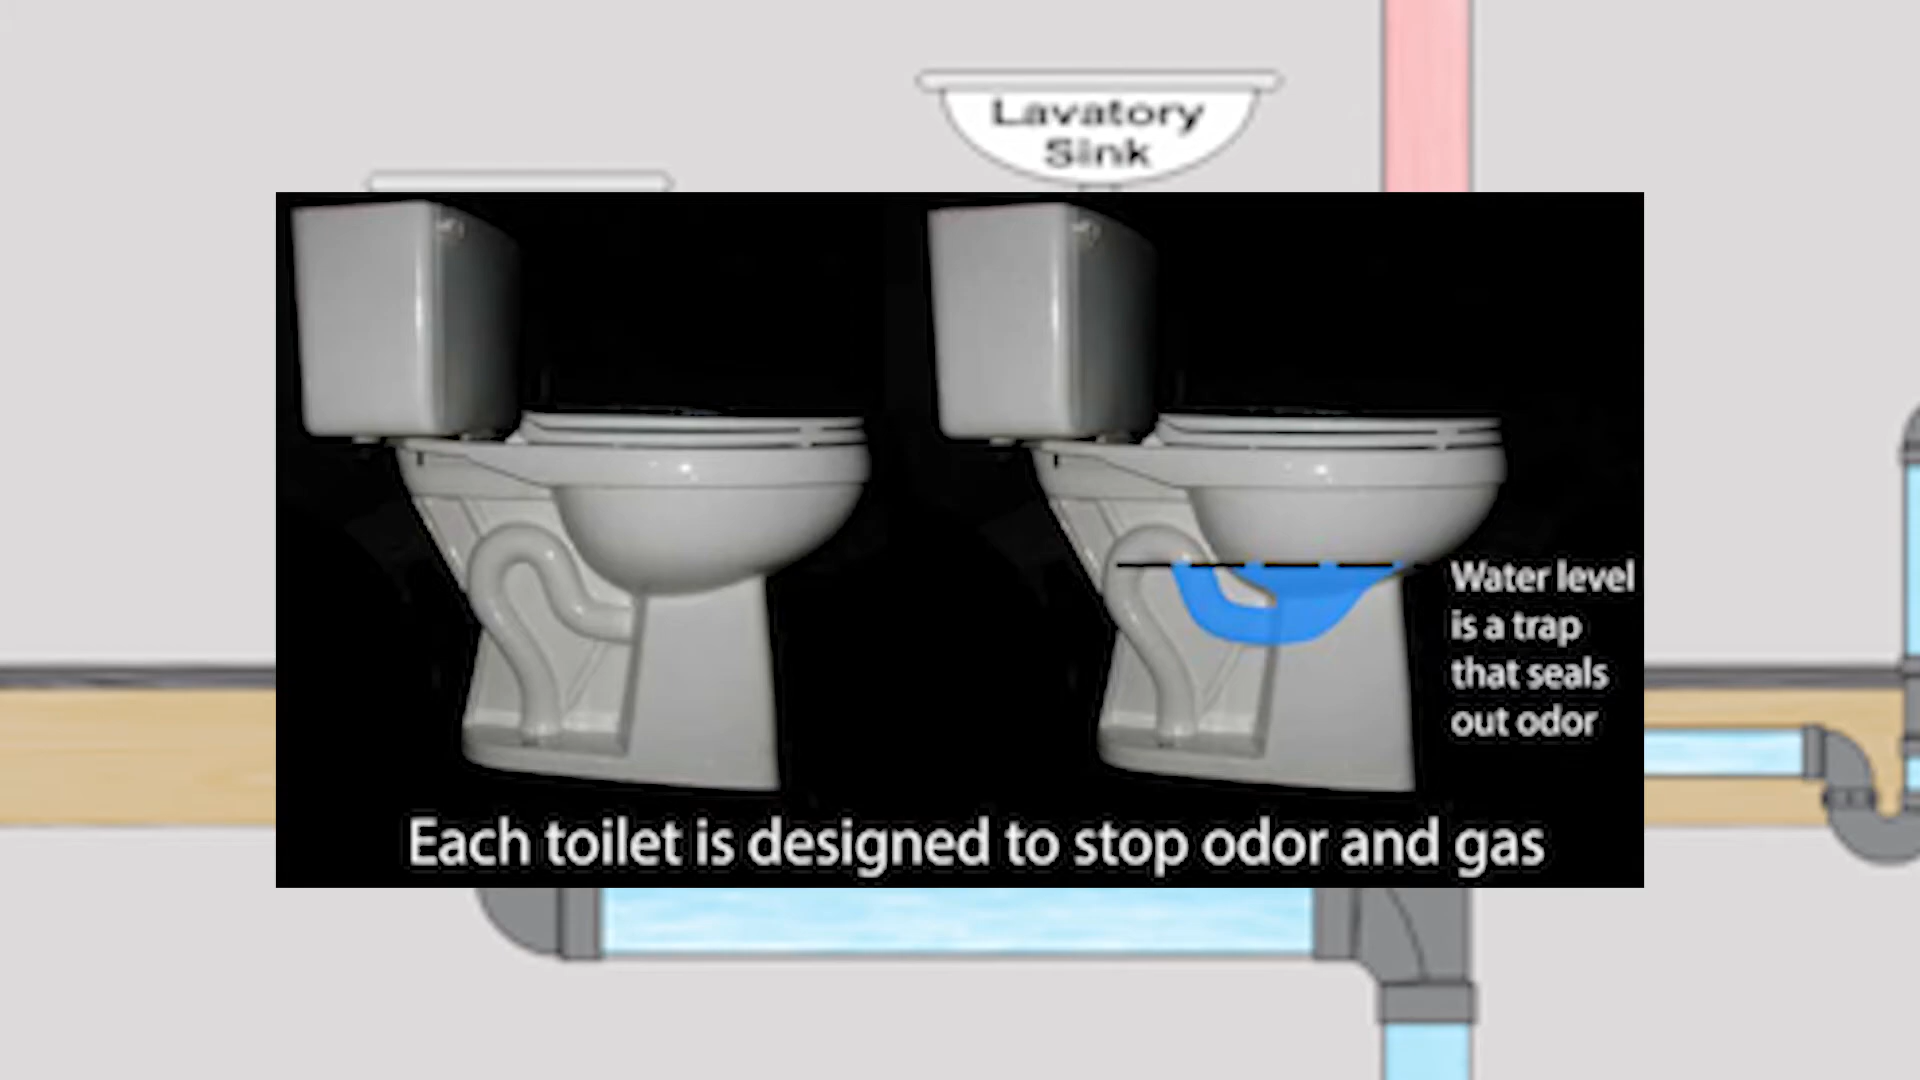 Lavatory
Sink
Water level
is a trap
that seals
out odor
Each toilet is designed to stop odor and gas